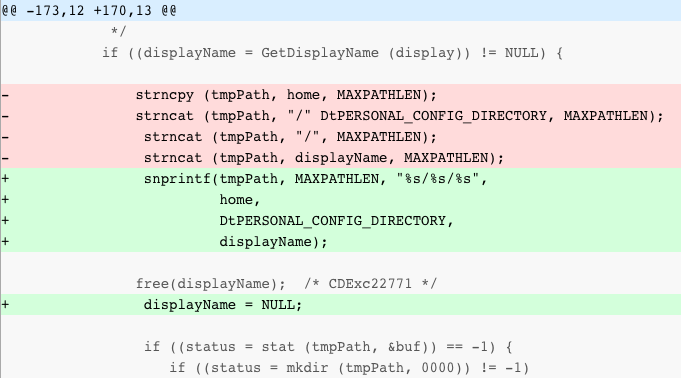 @@ -173,12 +170,13 @@
*/
if ((displayName = GetDisplayName (display)) != NULL) {
- strncpy (tmpPath, home, MAXPATHLEN);
- strncat (tmpPath, "/" DtPERSONAL_CONFIG_DIRECTORY, MAXPATHLEN);
- strncat (tmpPath, "/", MAXPATHLEN);
- strncat (tmpPath, displayName, MAXPATHLEN);
+ snprintf(tmpPath, MAXPATHLEN, "%s/%s/%s",
+ home,
+ DtPERSONAL_CONFIG_DIRECTORY,
+ displayName);
free(displayName); /* CDExc22771 */
+ displayName = NULL;
if ((status = stat (tmpPath, &buf)) == -1) {
if ((status = mkdir (tmpPath, 0000)) != -1)